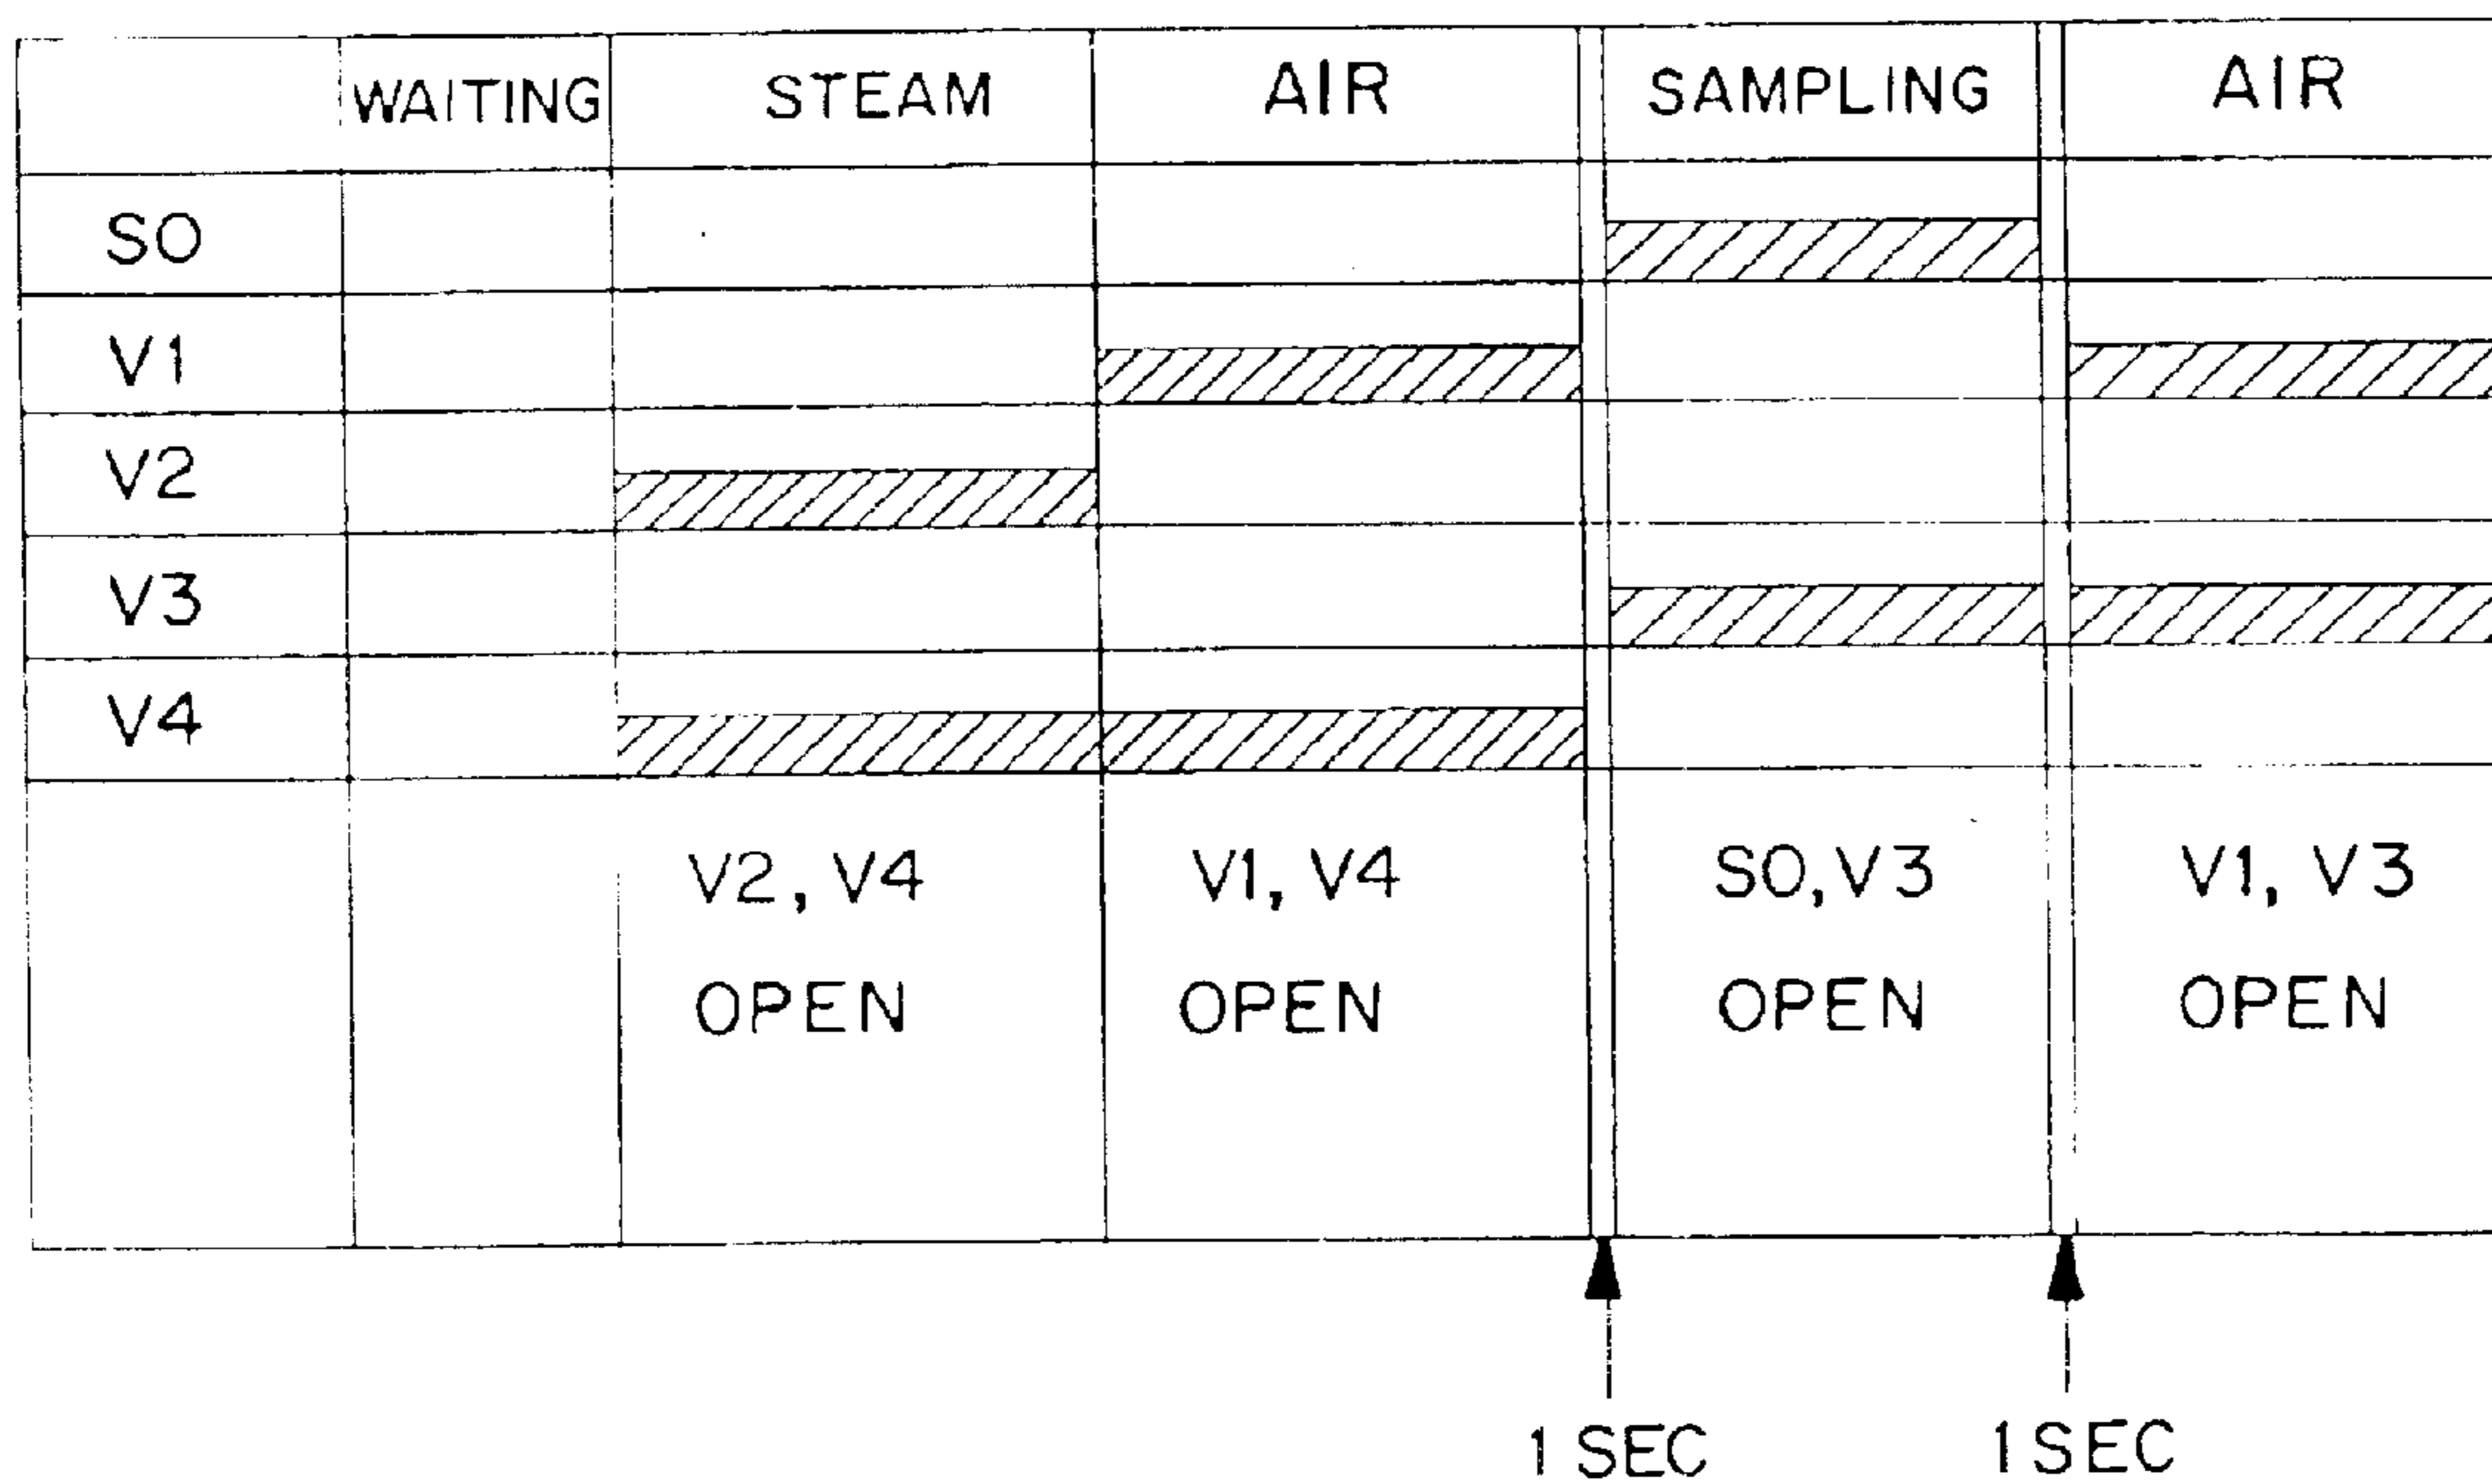 WAITING STEAM AIR SAMPLING AIR
SO
V1
V2
V3
V4
V2, V4 V1, V4 SO, V3 V1, V3
OPEN OPEN OPEN OPEN
1 SEC 1 SEC